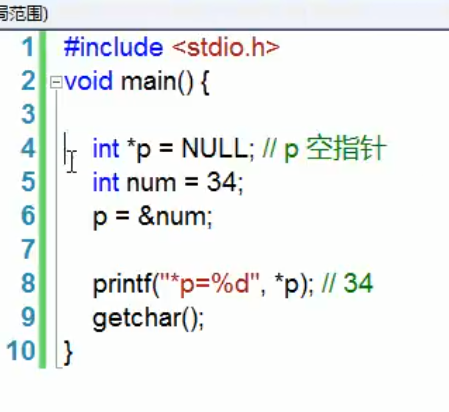 局范围)
1 #include <stdio.h>
2 void main() {
3
4 int *p = NULL; // p 空指针
5 int num = 34;
6 p = &num;
7
8 printf("*p=%d", *p); // 34
9 getchar();
10 }